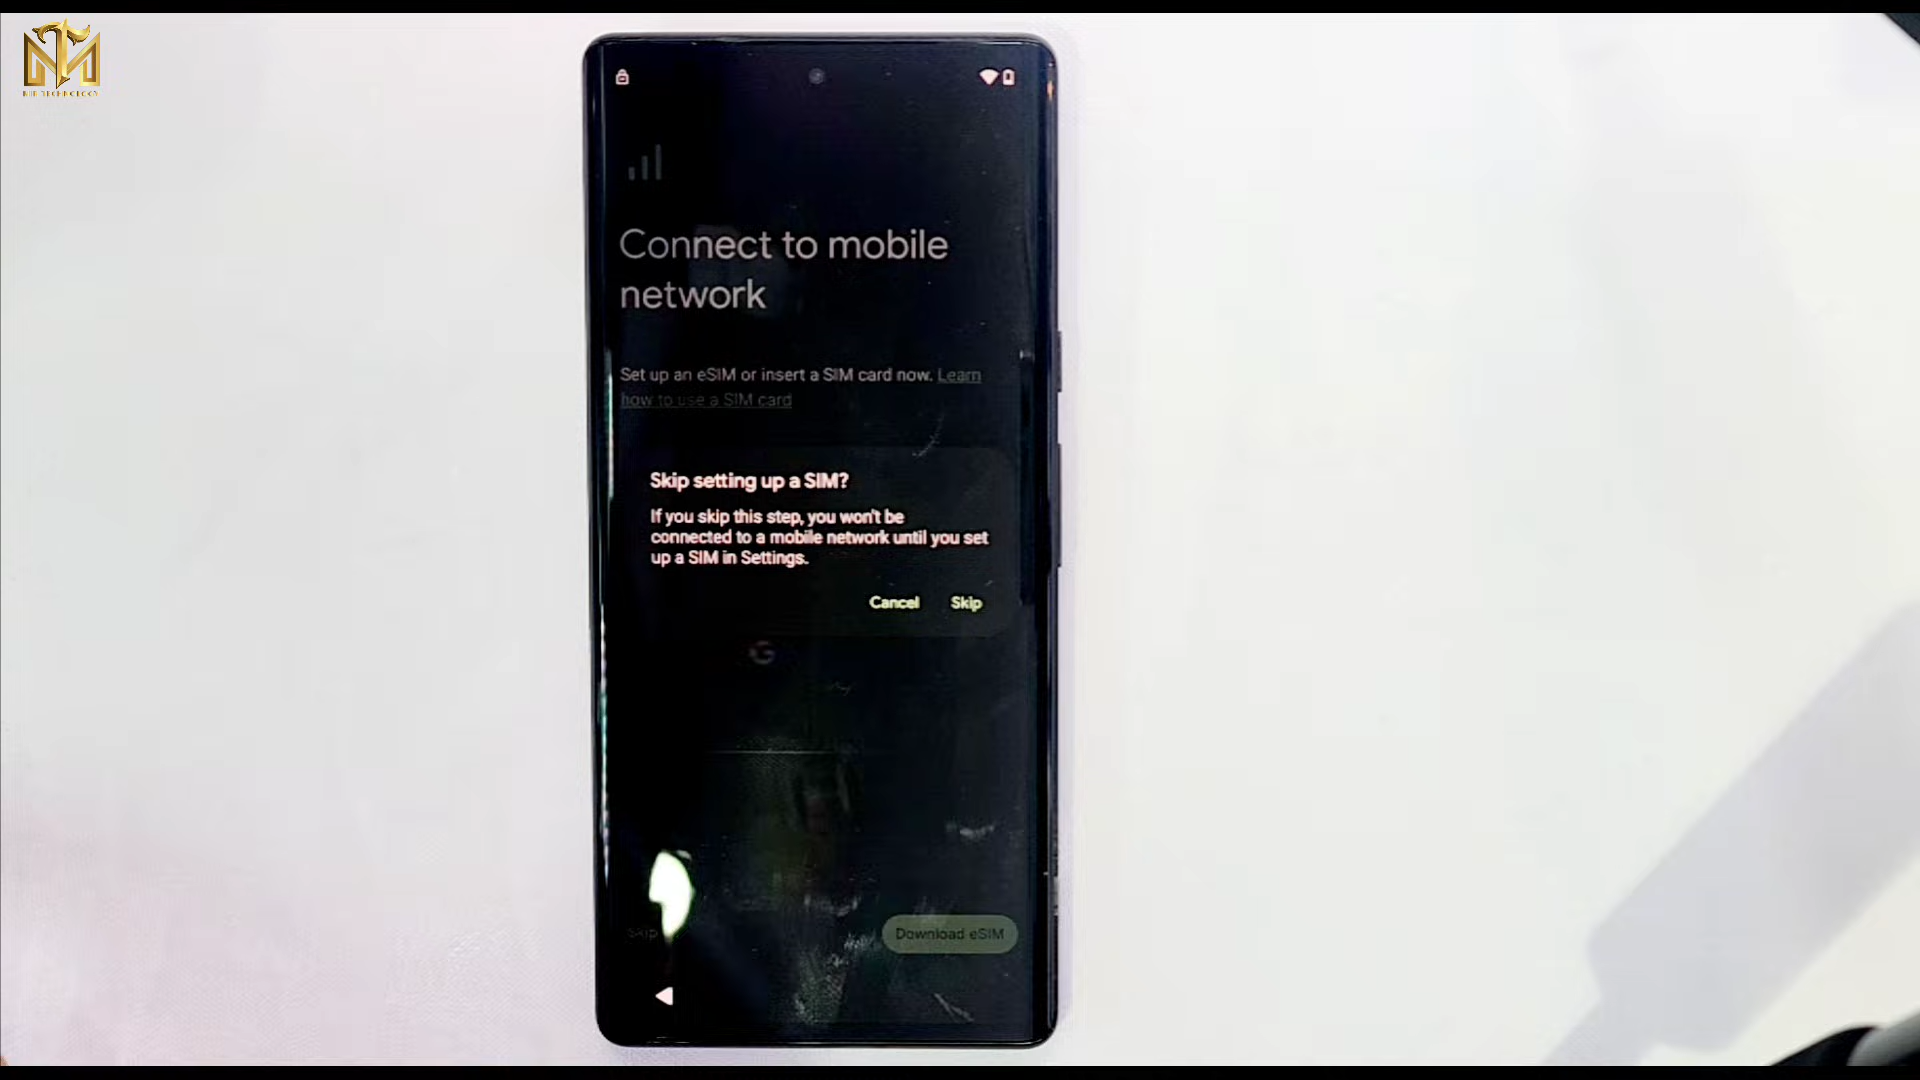 Connect to mobile
network
Set up an eSIM or insert a SIM card now. Learn
how to use a SIM card
Skip setting up a SIM?
If you skip this step, you won't be
connected to a mobile network until you set
up a SIM in Settings.
Cancel Skip
G
Skip Download eSIM